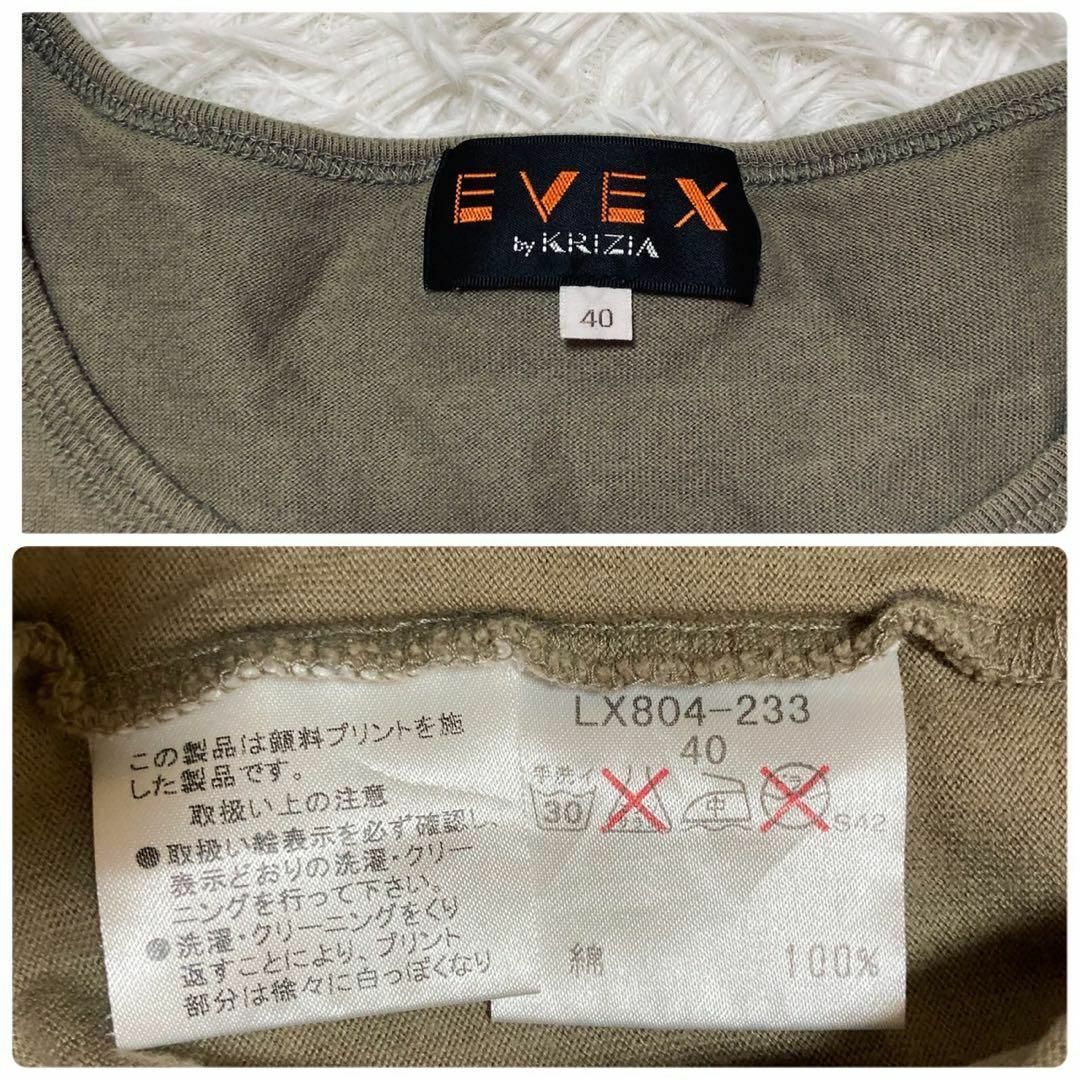 EVEX
by KRIZIA
40
この製品は顔料プリントを施
した製品です。
取扱い上の注意
●取扱い絵表示を必ず確認し、
表示どおりの洗濯・クリー
ニングを行って下さい。
●洗濯・クリーニングをくり
返すことにより、プリント
部分は徐々に白っぽくなり
LX804-233
40
手洗イ
30
中
S42
綿 100%